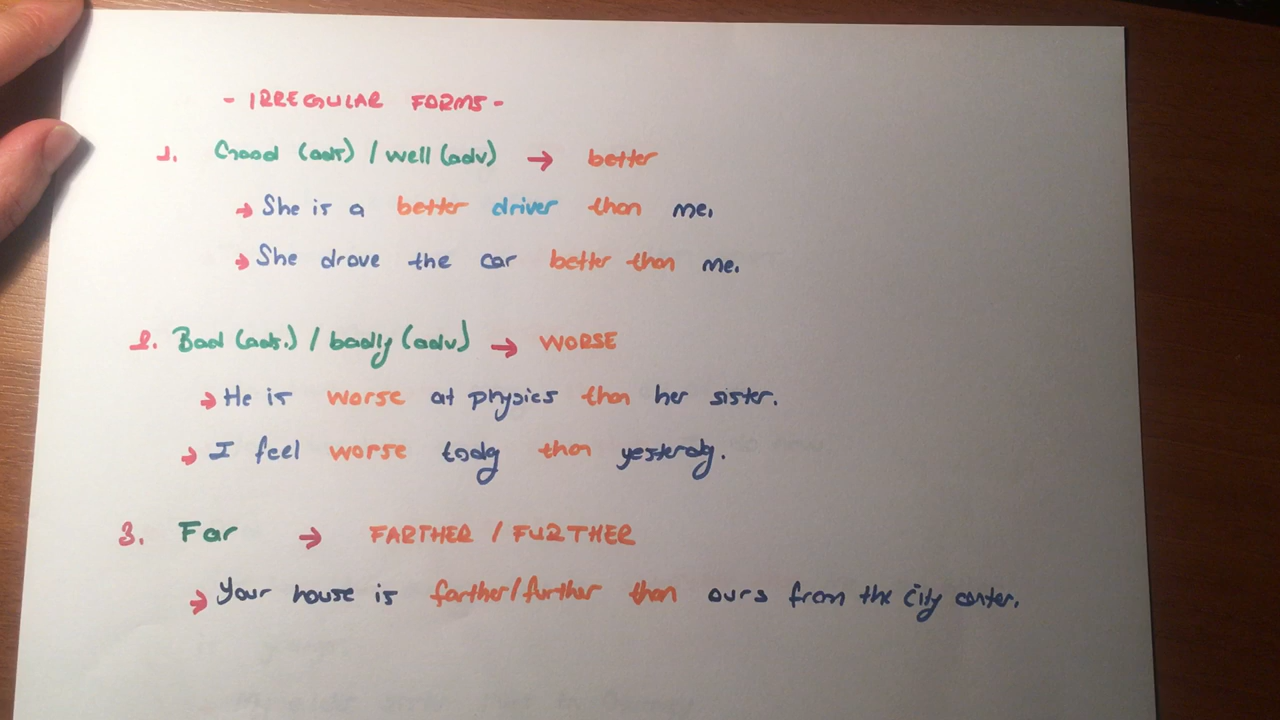 - IRREGULAR FORMS -
1. Good (adj) / well (adv) → better
→ She is a better driver than me.
→ She drove the car better than me.
2. Bad (adj.) / badly (adv) → WORSE
→ He is worse at physics than her sister.
→ I feel worse today than yesterday.
3. Far → FARTHER / FURTHER
→ Your house is farther/further than ours from the city center.